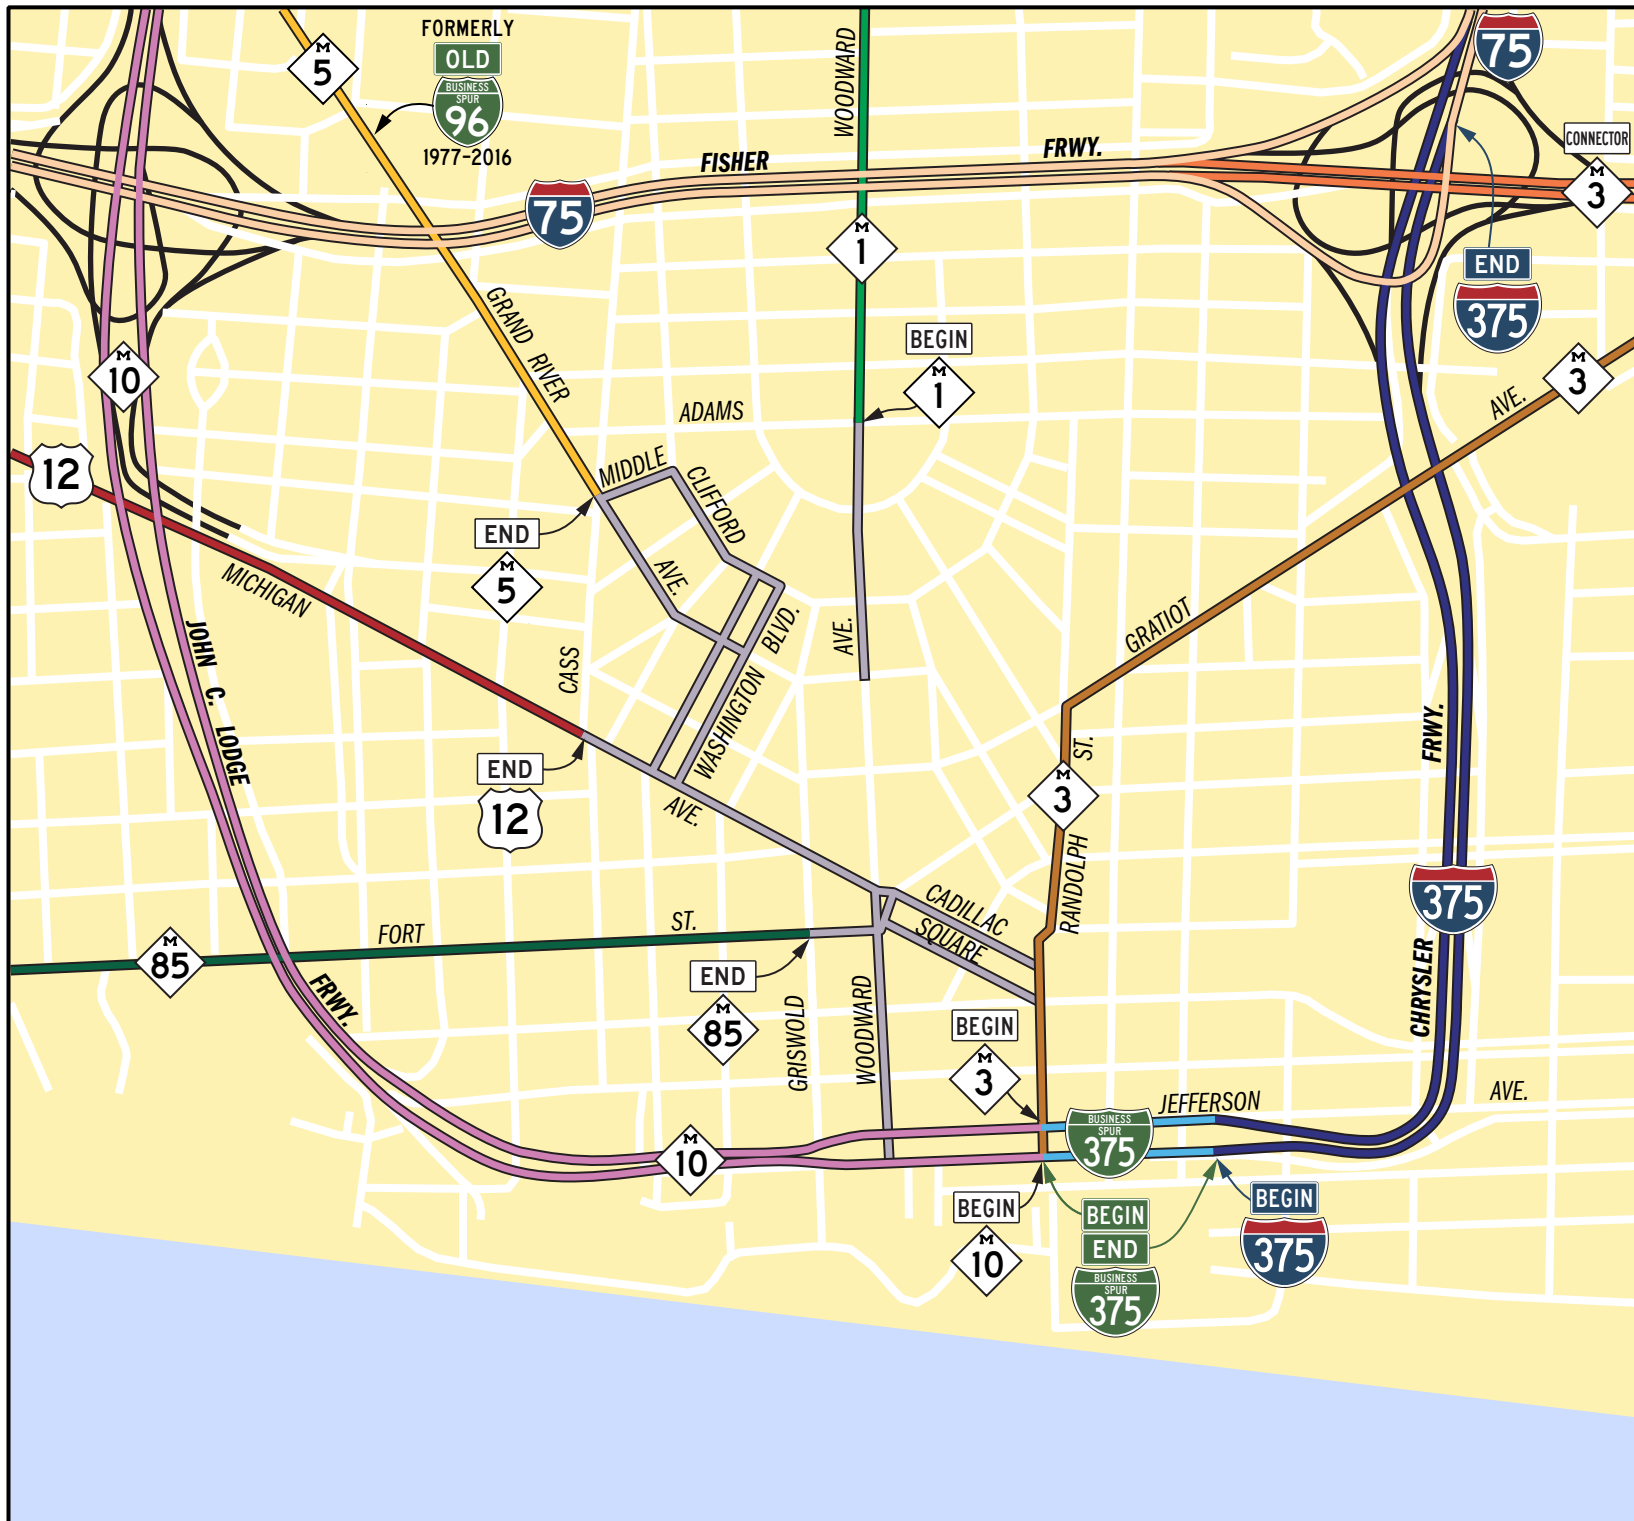 M
5
FORMERLY
OLD
BUSINESS
SPUR
96
1977–2016
WOODWARD
75
CONNECTOR
M
3
FISHER
FRWY.
75
M
1
END
375
GRAND RIVER
BEGIN
M
1
M
10
M
3
AVE.
ADAMS
12
MIDDLE
CLIFFORD
END
M
5
AVE.
MICHIGAN
BLVD.
AVE.
GRATIOT
JOHN C. LODGE
CASS
WASHINGTON
FRWY.
ST.
END
12
AVE.
M
3
RANDOLPH
375
CADILLAC
SQUARE
FORT
ST.
M
85
END
M
85
FRWY.
GRISWOLD
WOODWARD
CHRYSLER
BEGIN
M
3
JEFFERSON
AVE.
BUSINESS
SPUR
375
M
10
BEGIN
M
10
BEGIN
END
BUSINESS
SPUR
375
BEGIN
375